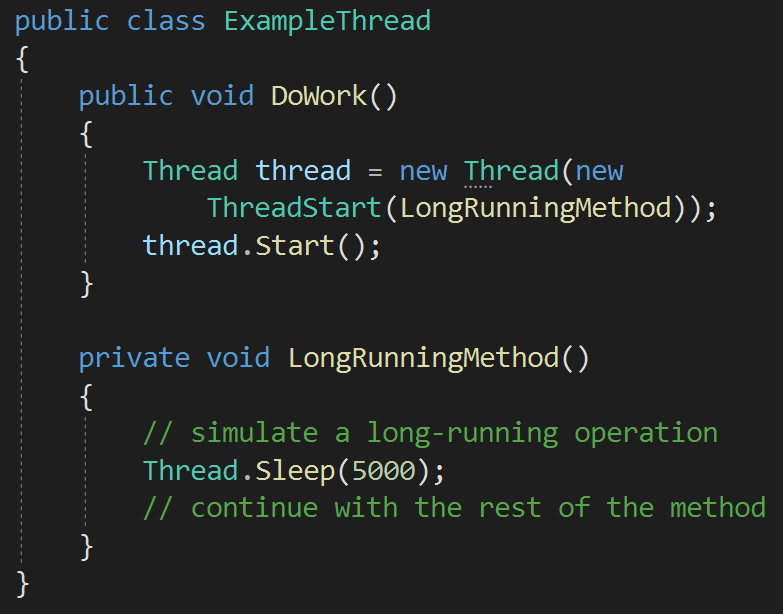 public class ExampleThread
{
    public void DoWork()
    {
        Thread thread = new Thread(new
            ThreadStart(LongRunningMethod));
        thread.Start();
    }

    private void LongRunningMethod()
    {
        // simulate a long-running operation
        Thread.Sleep(5000);
        // continue with the rest of the method
    }
}